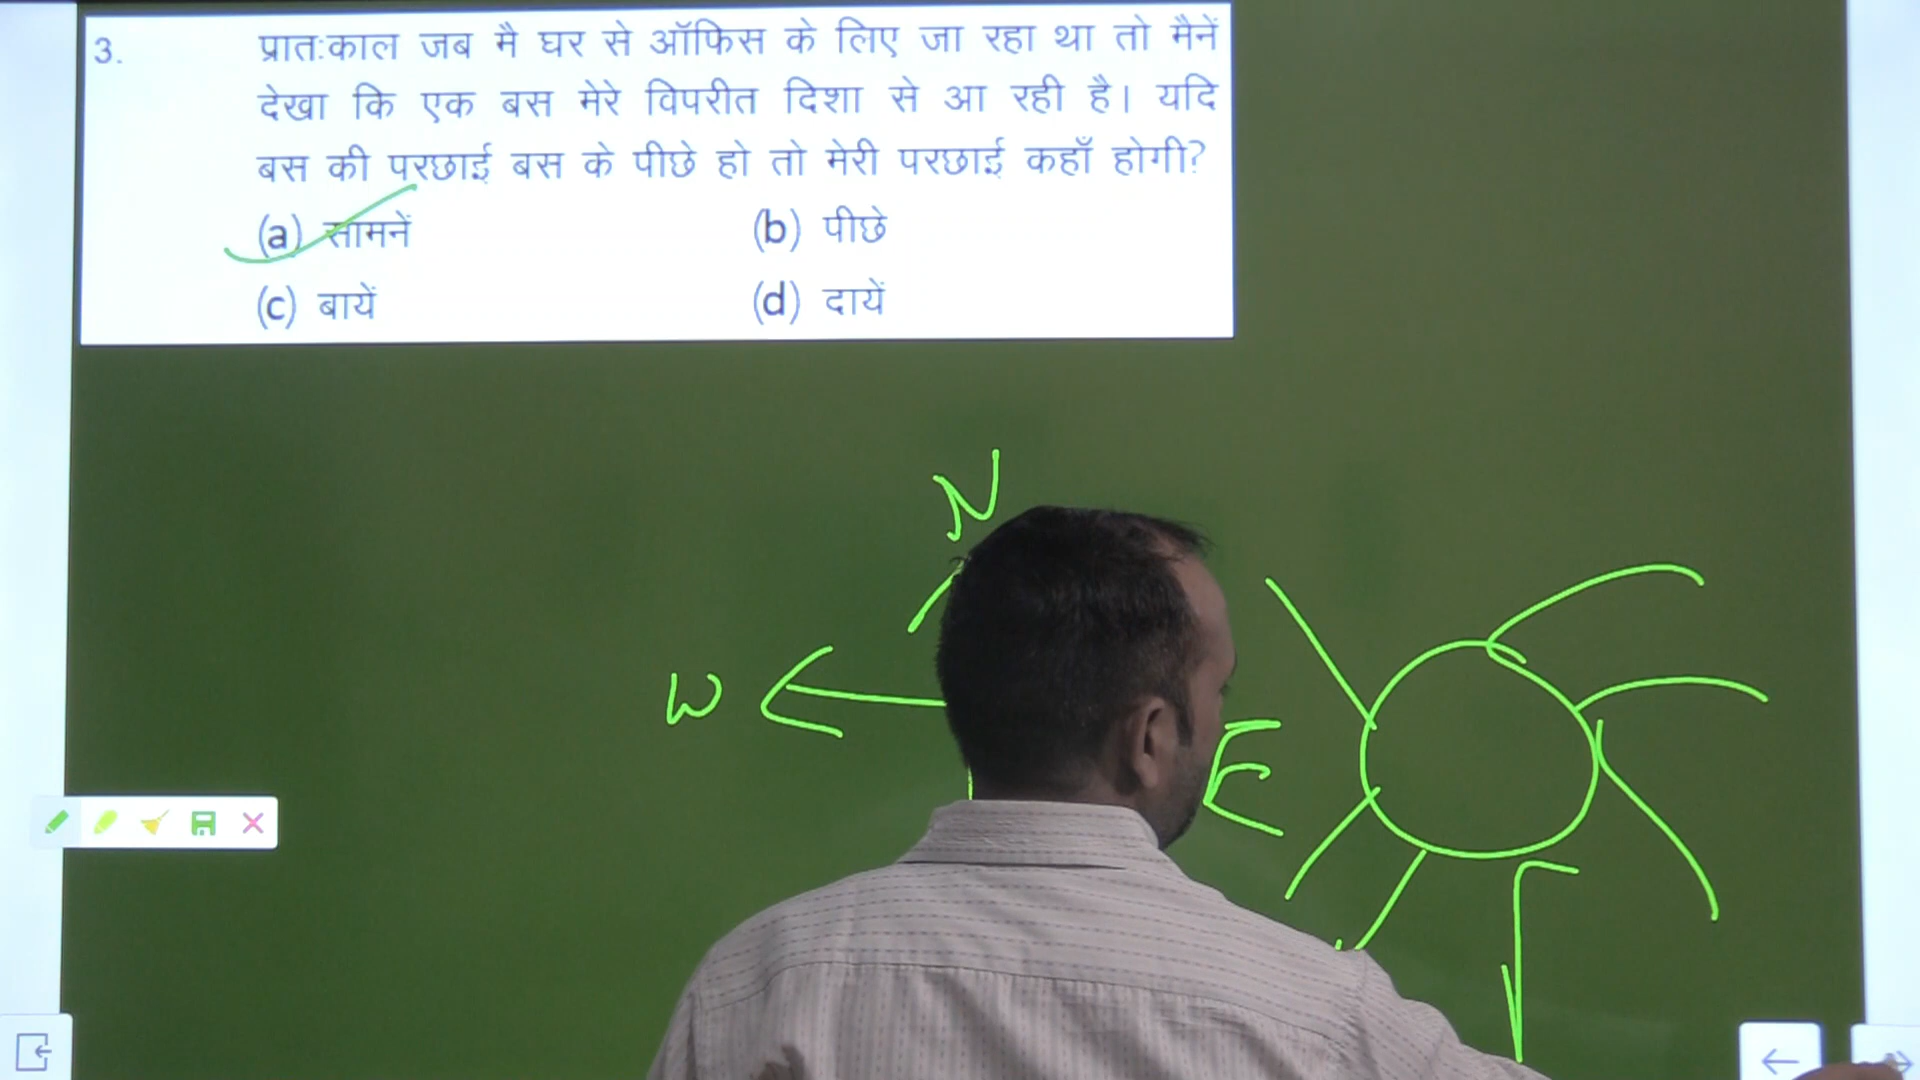 3. प्रातःकाल जब मै घर से ऑफिस के लिए जा रहा था तो मैनें
देखा कि एक बस मेरे विपरीत दिशा से आ रही है। यदि
बस की परछाई बस के पीछे हो तो मेरी परछाई कहाँ होगी?
(a) सामनें (b) पीछे
(c) बायें (d) दायें
N
W
E